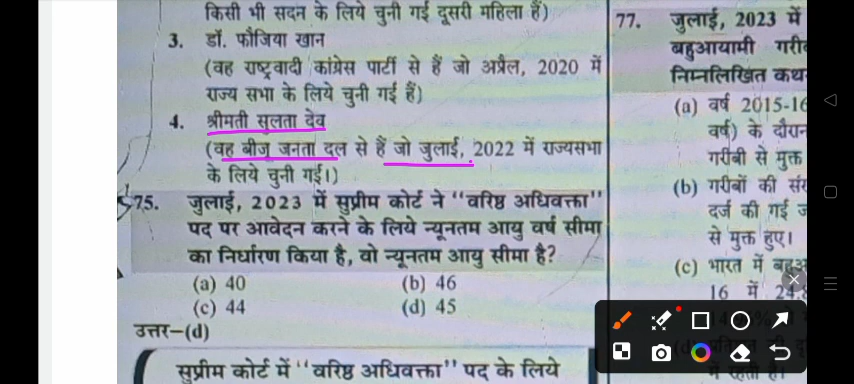 किसी भी सदन के लिये चुनी गई दूसरी महिला हैं)
3. डॉ. फौजिया खान
(वह राष्ट्रवादी कांग्रेस पार्टी से हैं जो अप्रैल, 2020 में
राज्य सभा के लिये चुनी गई हैं)
4. श्रीमती सुलता देव
(वह बीजू जनता दल से हैं जो जुलाई, 2022 में राज्यसभा
के लिये चुनी गई।)
75. जुलाई, 2023 में सुप्रीम कोर्ट ने "वरिष्ठ अधिवक्ता"
पद पर आवेदन करने के लिये न्यूनतम आयु वर्ष सीमा
का निर्धारण किया है, वो न्यूनतम आयु सीमा है?
(a) 40 (b) 46
(c) 44 (d) 45
उत्तर–(d)
सुप्रीम कोर्ट में "वरिष्ठ अधिवक्ता" पद के लिये
77. जुलाई, 2023 में
बहुआयामी
निम्नलिखित
(a) वर्ष 2015-16
वर्ष) के दौरान
गरीबी से मुक्त
(b) गरीबों की
दर्ज की गई
से मुक्त हुए।
(c) भारत में
16 में